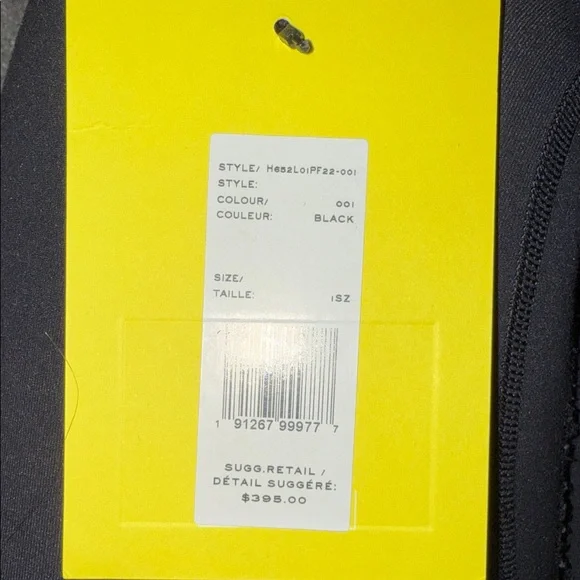 STYLE/ H652L01PF22-001
STYLE:
COLOUR/ 001
COULEUR: BLACK
SIZE/
TAILLE: 1SZ
1 91267 99977 7
SUGG.RETAIL /
DÉTAIL SUGGÉRÉ:
$395.00